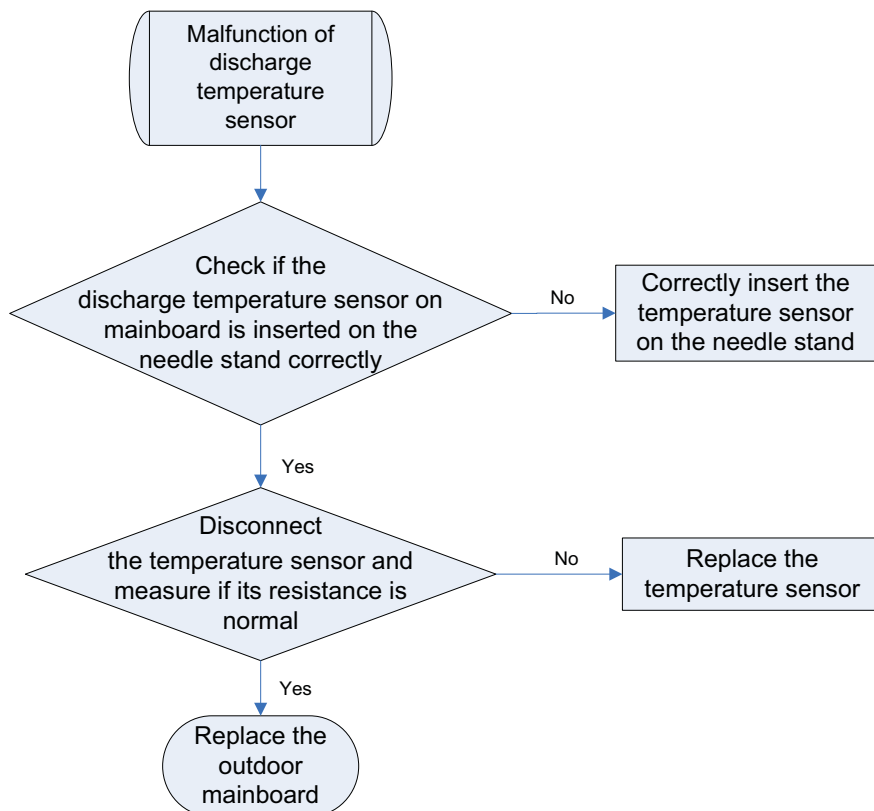 Malfunction of
discharge
temperature
sensor
Check if the
discharge temperature sensor on
mainboard is inserted on the
needle stand correctly
No
Correctly insert the
temperature sensor
on the needle stand
Yes
Disconnect
the temperature sensor and
measure if its resistance is
normal
No
Replace the
temperature sensor
Yes
Replace the
outdoor
mainboard